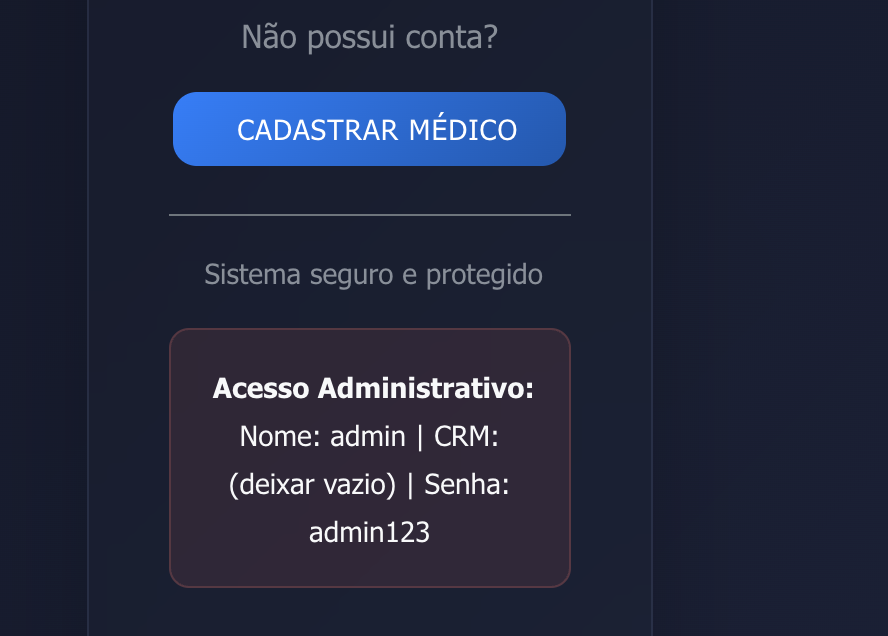 Não possui conta?
CADASTRAR MÉDICO
Sistema seguro e protegido
Acesso Administrativo:
Nome: admin | CRM:
(deixar vazio) | Senha:
admin123